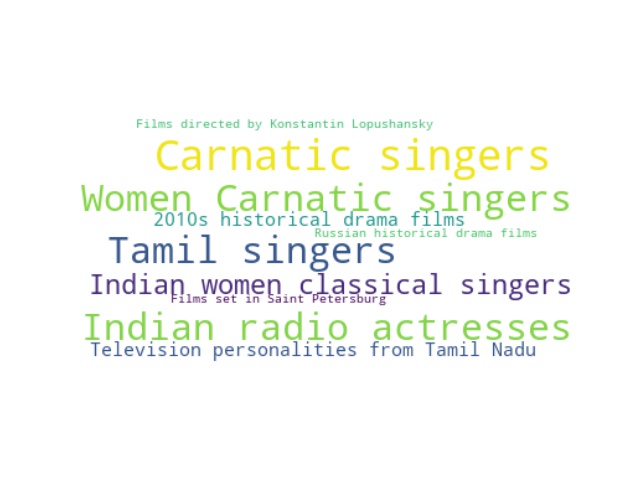 Films directed by Konstantin Lopushansky
Carnatic singers
Women Carnatic singers
2010s historical drama films
Russian historical drama films
Tamil singers
Indian women classical singers
Films set in Saint Petersburg
Indian radio actresses
Television personalities from Tamil Nadu